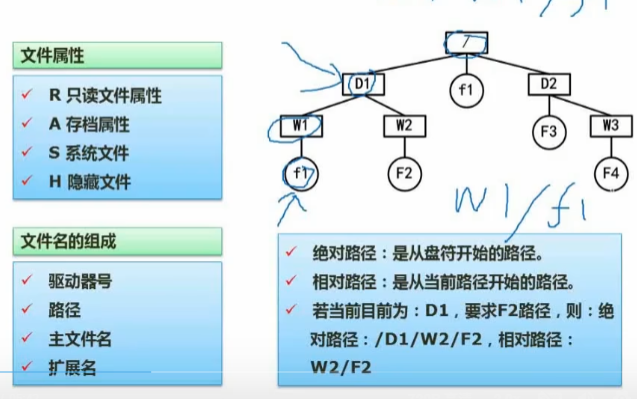 文件属性
R 只读文件属性
A 存档属性
S 系统文件
H 隐藏文件
文件名的组成
驱动器号
路径
主文件名
扩展名
/
D1
f1
D2
W1
W2
F3
W3
f1
F2
F4
W1/f1
绝对路径：是从盘符开始的路径。
相对路径：是从当前路径开始的路径。
若当前目前为：D1，要求F2路径，则：绝
对路径：/D1/W2/F2，相对路径：
W2/F2